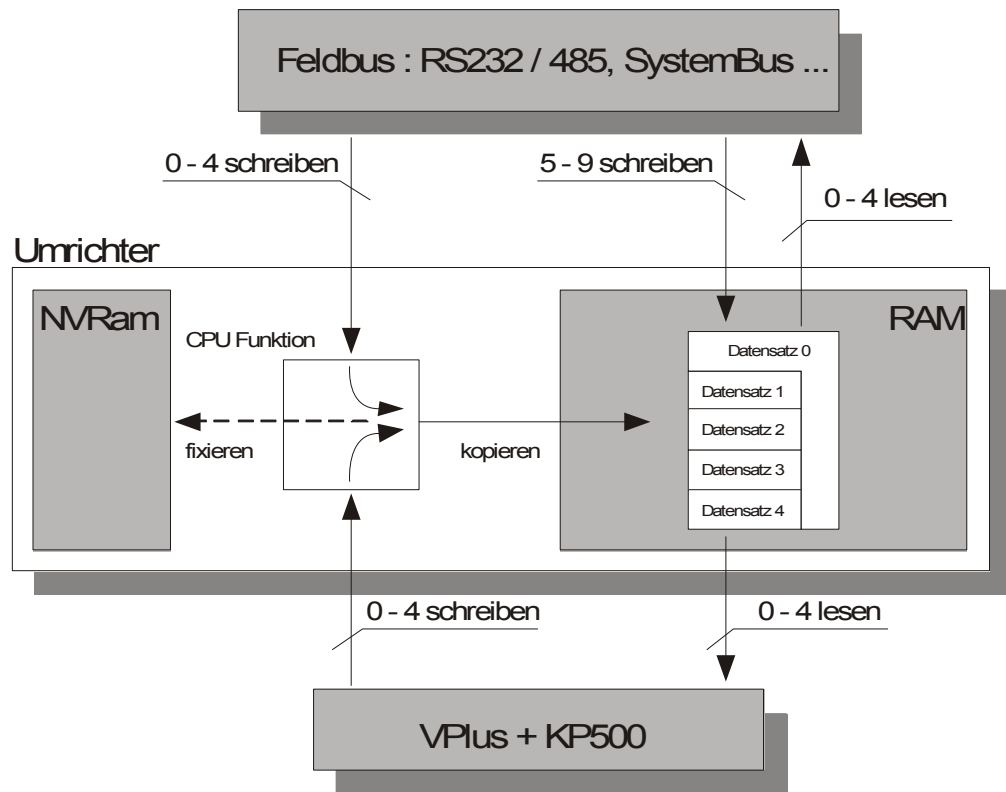 Feldbus : RS232 / 485, SystemBus ...
0 - 4 schreiben
5 - 9 schreiben
0 - 4 lesen
Umrichter
NVRam
CPU Funktion
RAM
Datensatz 0
Datensatz 1
Datensatz 2
Datensatz 3
Datensatz 4
fixieren
kopieren
0 - 4 schreiben
0 - 4 lesen
VPlus + KP500